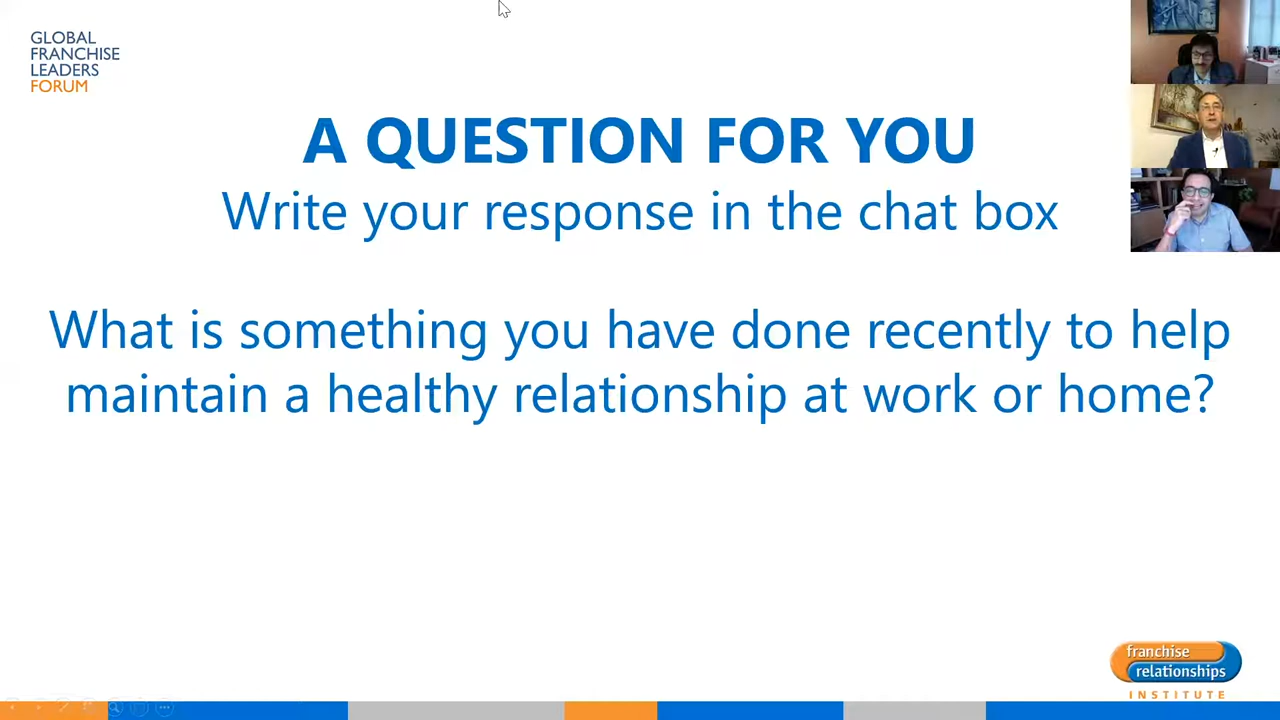 GLOBAL
FRANCHISE
LEADERS
FORUM
A QUESTION FOR YOU
Write your response in the chat box
What is something you have done recently to help
maintain a healthy relationship at work or home?
franchise
relationships
INSTITUTE